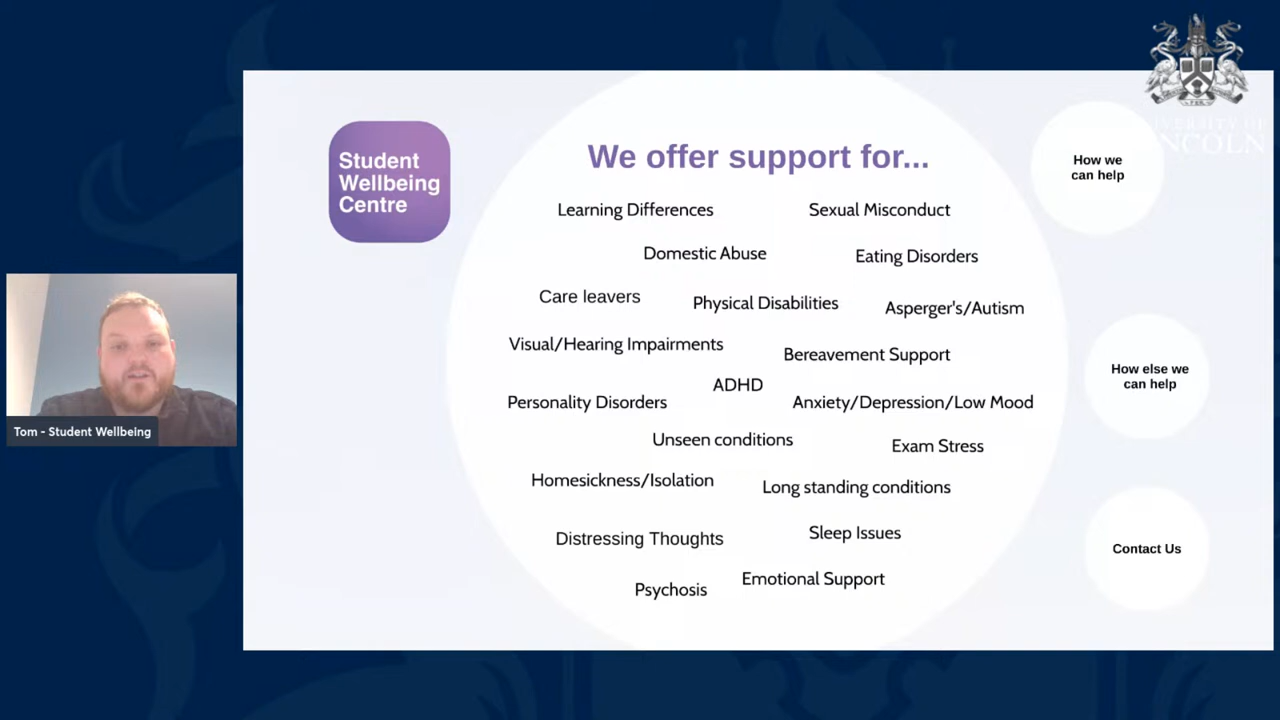 UNIVERSITY OF
LINCOLN
Student
Wellbeing
Centre
We offer support for...
How we
can help
Learning Differences
Sexual Misconduct
Domestic Abuse
Eating Disorders
Care leavers
Physical Disabilities
Asperger's/Autism
Visual/Hearing Impairments
Bereavement Support
ADHD
Personality Disorders
Anxiety/Depression/Low Mood
How else we
can help
Unseen conditions
Exam Stress
Homesickness/Isolation
Long standing conditions
Distressing Thoughts
Sleep Issues
Contact Us
Psychosis
Emotional Support
Tom - Student Wellbeing